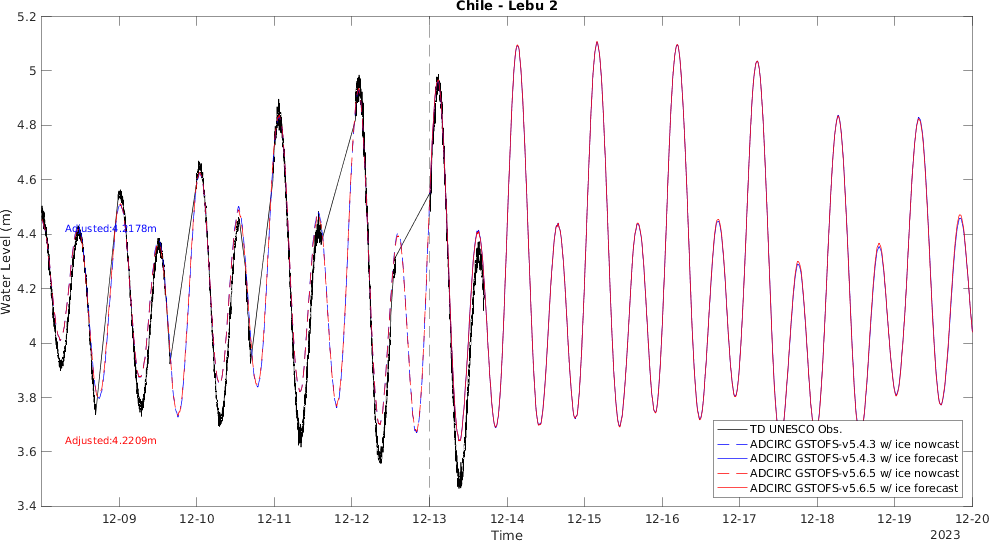 Chile - Lebu 2
5.2
5
4.8
4.6
4.4
4.2
4
3.8
3.6
3.4
Water Level (m)
Adjusted:4.2178m
Adjusted:4.2209m
TD UNESCO Obs.
ADCIRC GSTOFS-v5.4.3 w/ ice nowcast
ADCIRC GSTOFS-v5.4.3 w/ ice forecast
ADCIRC GSTOFS-v5.6.5 w/ ice nowcast
ADCIRC GSTOFS-v5.6.5 w/ ice forecast
12-09 12-10 12-11 12-12 12-13 12-14 12-15 12-16 12-17 12-18 12-19 12-20
Time
2023